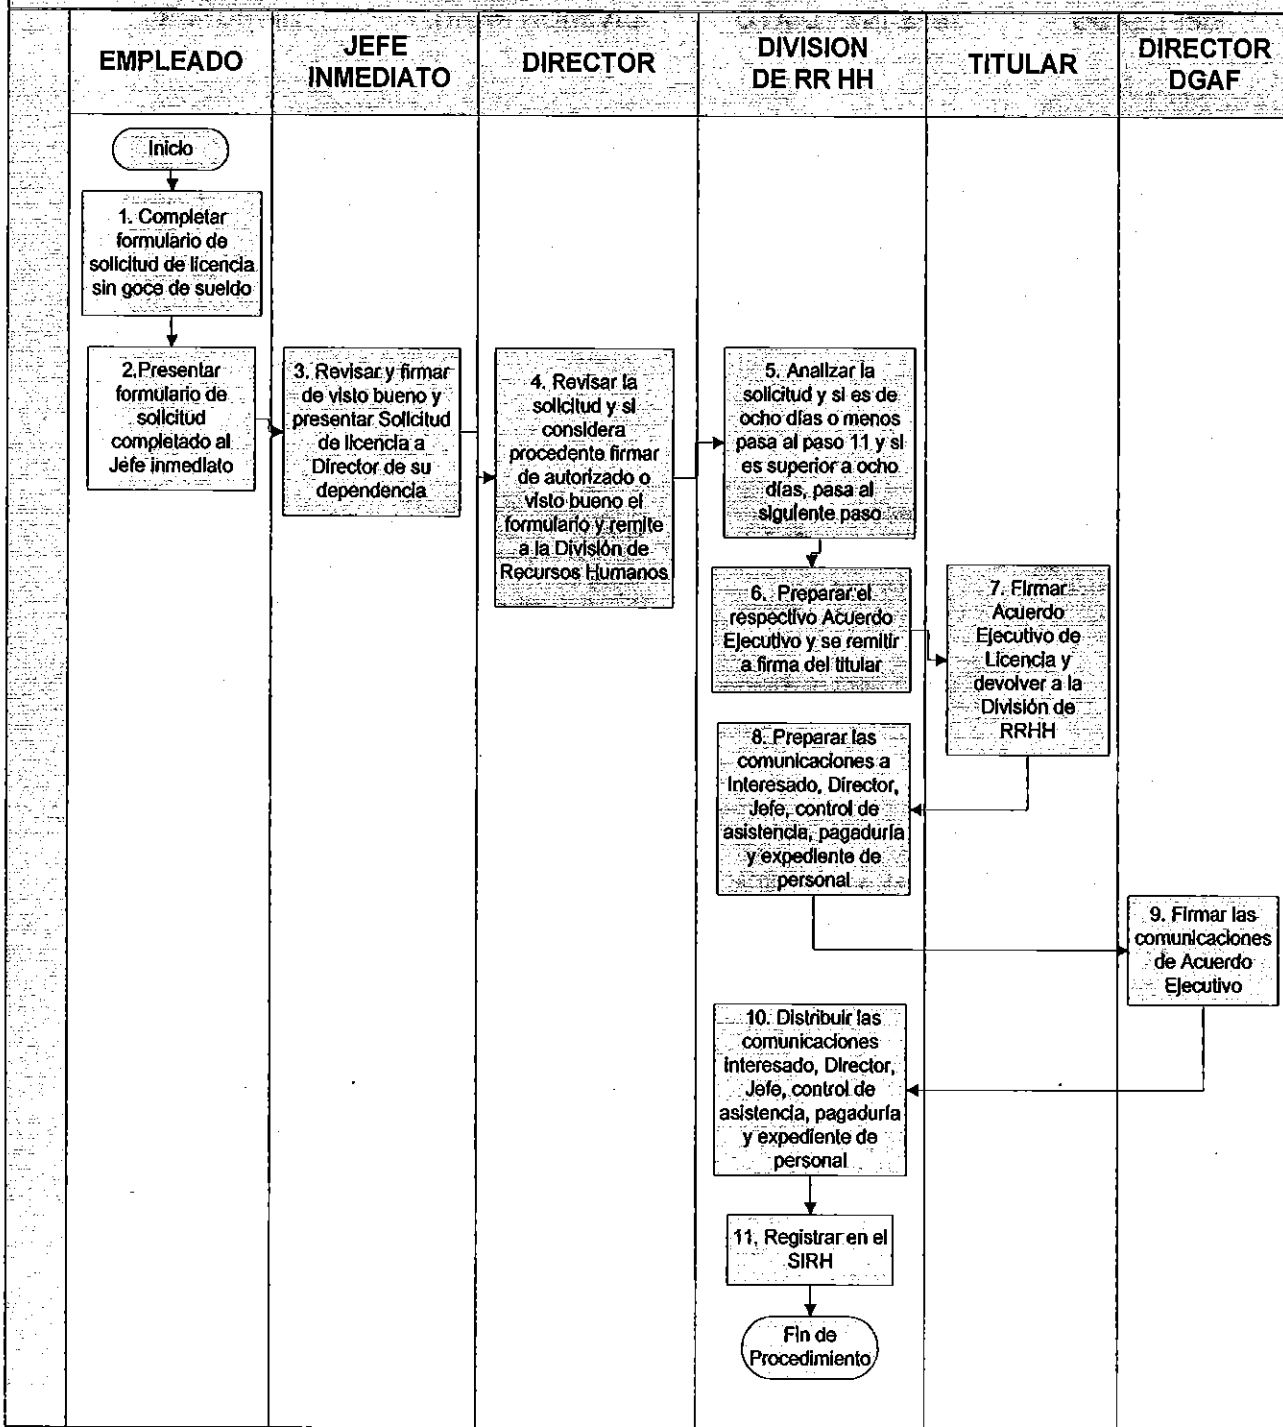 EMPLEADO
JEFE
INMEDIATO
DIRECTOR
DIVISION
DE RR HH
TITULAR
DIRECTOR
DGAF
Inicio
1. Completar
formulario de
solicitud de licencia
sin goce de sueldo
2.Presentar
formulario de
solicitud
completado al
Jefe inmediato
3. Revisar y firmar
de visto bueno y
presentar Solicitud
de licencia a
Director de su
dependencia
4. Revisar la
solicitud y si
considera
procedente firmar
de autorizado o
visto bueno el
formulario y remite
a la División de
Recursos Humanos
5. Analizar la
solicitud y si es de
ocho días o menos
pasa al paso 11 y si
es superior a ocho
días, pasa al
siguiente paso
6. Preparar el
respectivo Acuerdo
Ejecutivo y se remitir
a firma del titular
7. Firmar
Acuerdo
Ejecutivo de
Licencia y
devolver a la
División de
RRHH
8. Preparar las
comunicaciones a
Interesado, Director,
Jefe, control de
asistencia, pagaduría
y expediente de
personal
9. Firmar las
comunicaciones
de Acuerdo
Ejecutivo
10. Distribuir las
comunicaciones
interesado, Director,
Jefe, control de
asistencia, pagaduría
y expediente de
personal
11. Registrar en el
SIRH
Fin de
Procedimiento